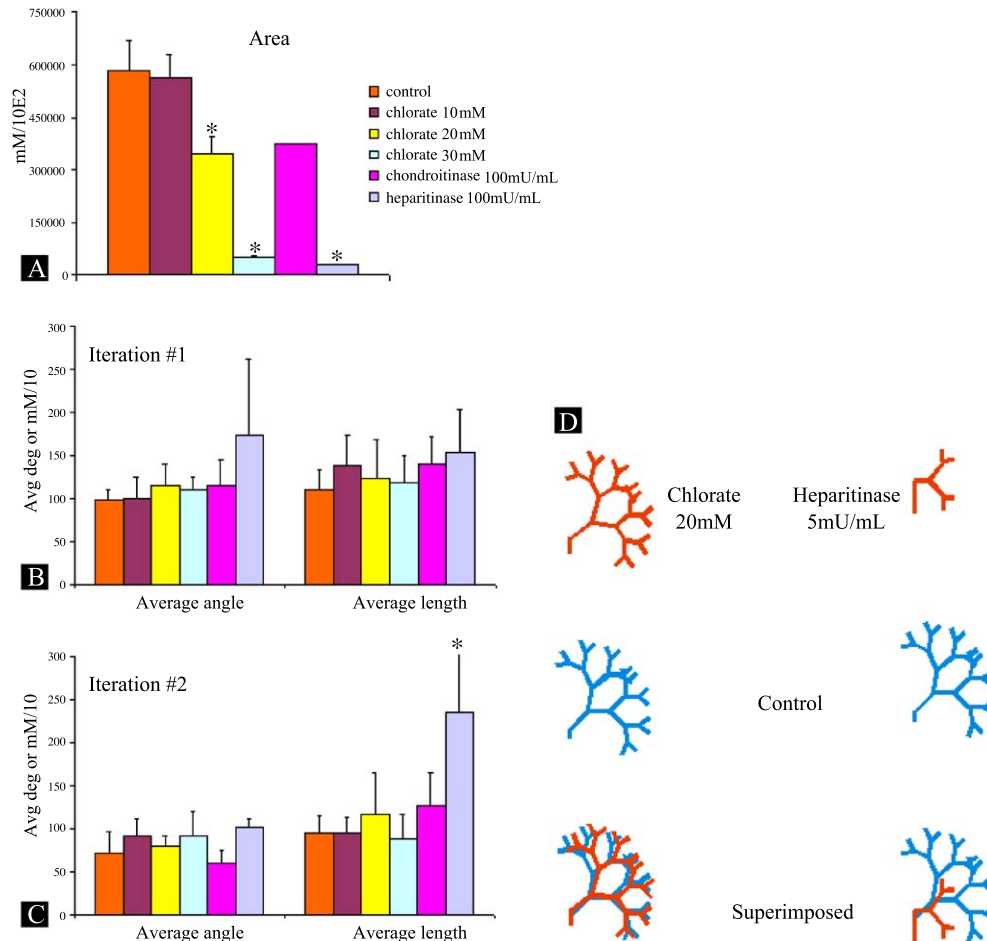 Area
mM/10E2
750000
600000
450000
300000
150000
0
*
*
*
control
chlorate 10mM
chlorate 20mM
chlorate 30mM
chondroitinase 100mU/mL
heparitinase 100mU/mL
A
Iteration #1
Avg deg or mM/10
300
250
200
150
100
50
0
Average angle
Average length
B
Iteration #2
Avg deg or mM/10
300
250
200
150
100
50
0
*
Average angle
Average length
C
D
Chlorate
20mM
Heparitinase
5mU/mL
Control
Superimposed